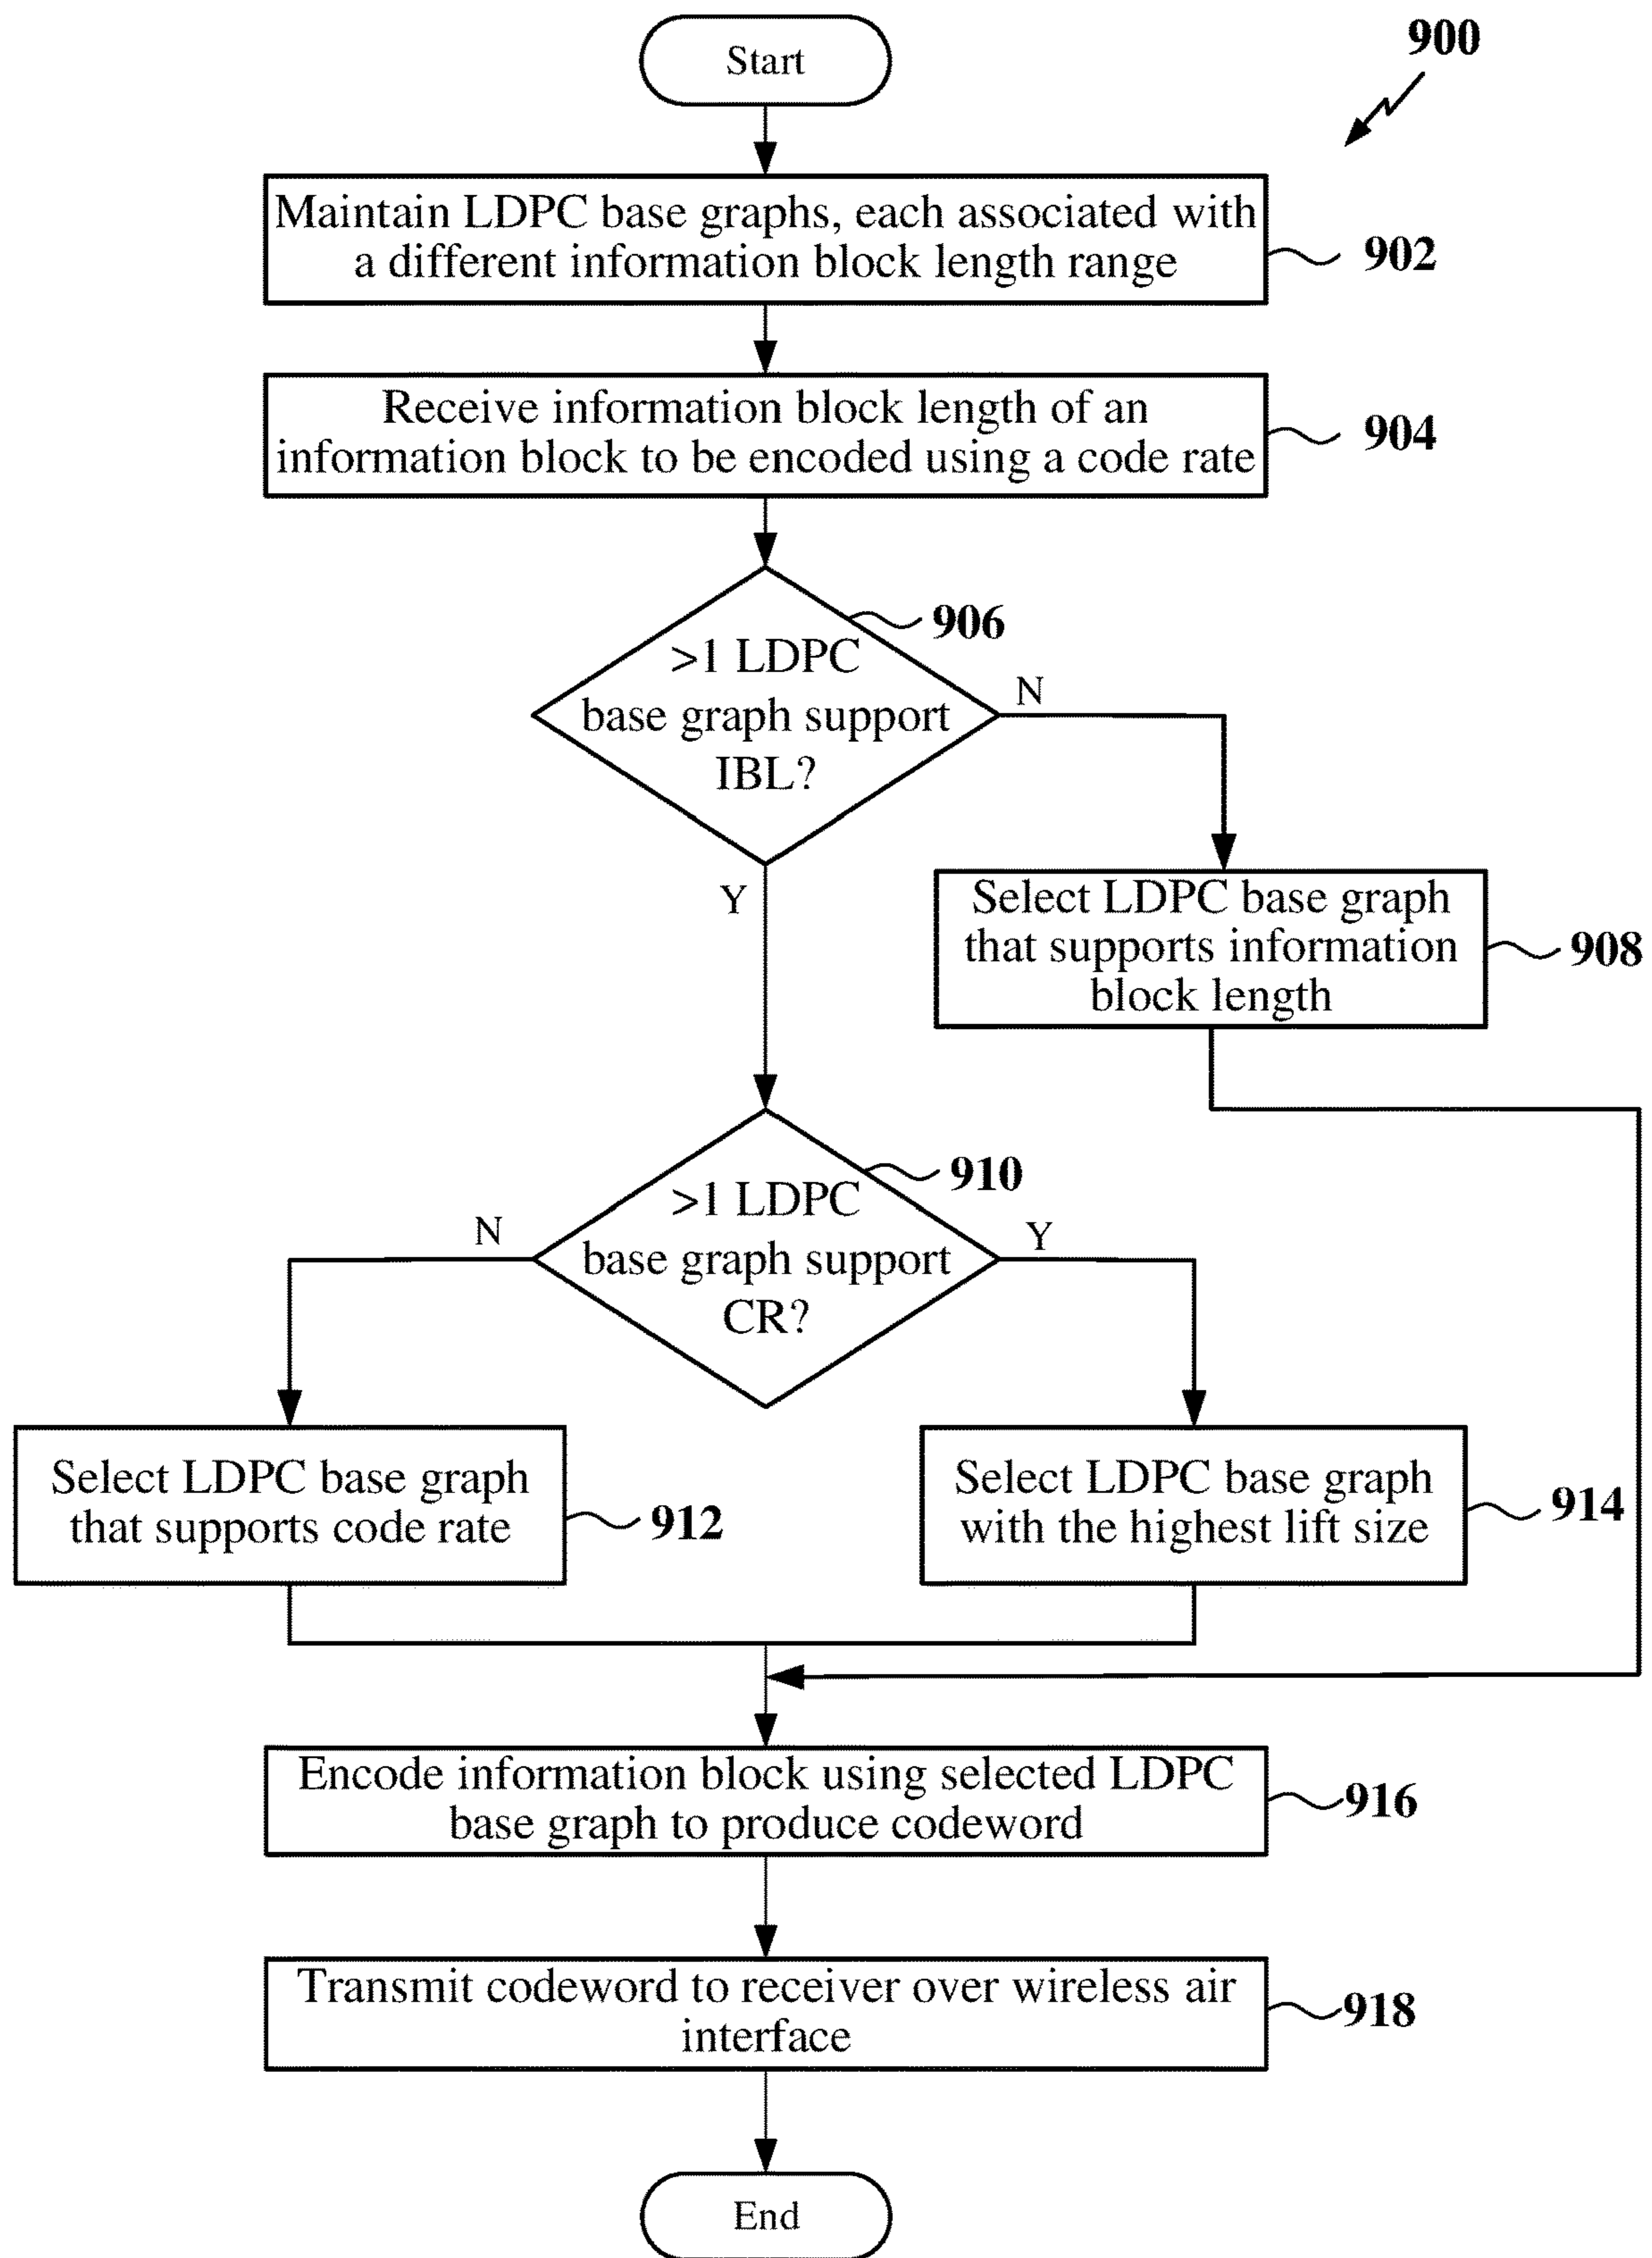 Start
900
Maintain LDPC base graphs, each associated with
a different information block length range
902
Receive information block length of an
information block to be encoded using a code rate
904
906
>1 LDPC
base graph support
IBL?
N
Y
Select LDPC base graph
that supports information
block length
908
910
>1 LDPC
base graph support
CR?
N
Y
Select LDPC base graph
that supports code rate
912
Select LDPC base graph
with the highest lift size
914
Encode information block using selected LDPC
base graph to produce codeword
916
Transmit codeword to receiver over wireless air
interface
918
End